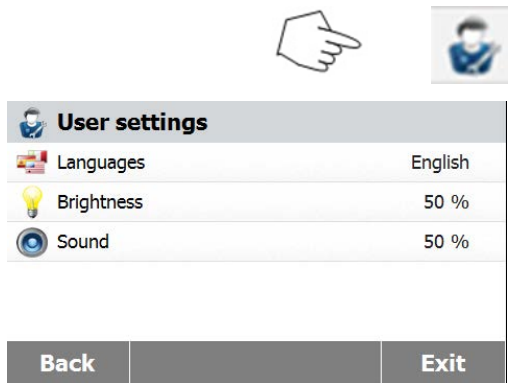 User settings
Languages English
Brightness 50 %
Sound 50 %
Back Exit